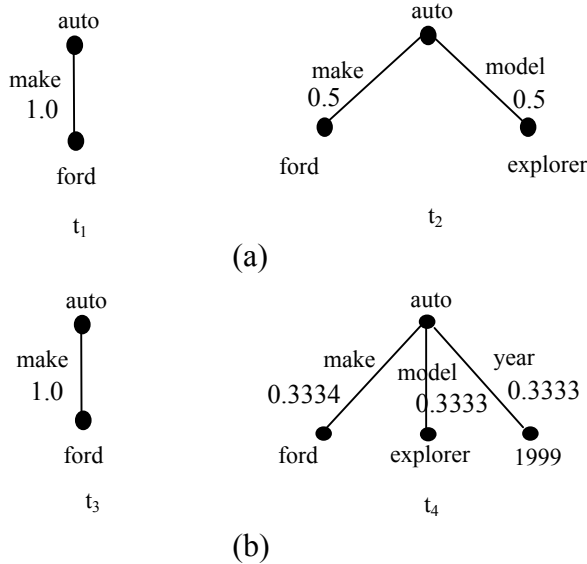 auto
make
1.0
ford
t1
auto
make
0.5
model
0.5
ford
explorer
t2
(a)
auto
make
1.0
ford
t3
auto
make
0.3334
model
0.3333
year
0.3333
ford
explorer
1999
t4
(b)